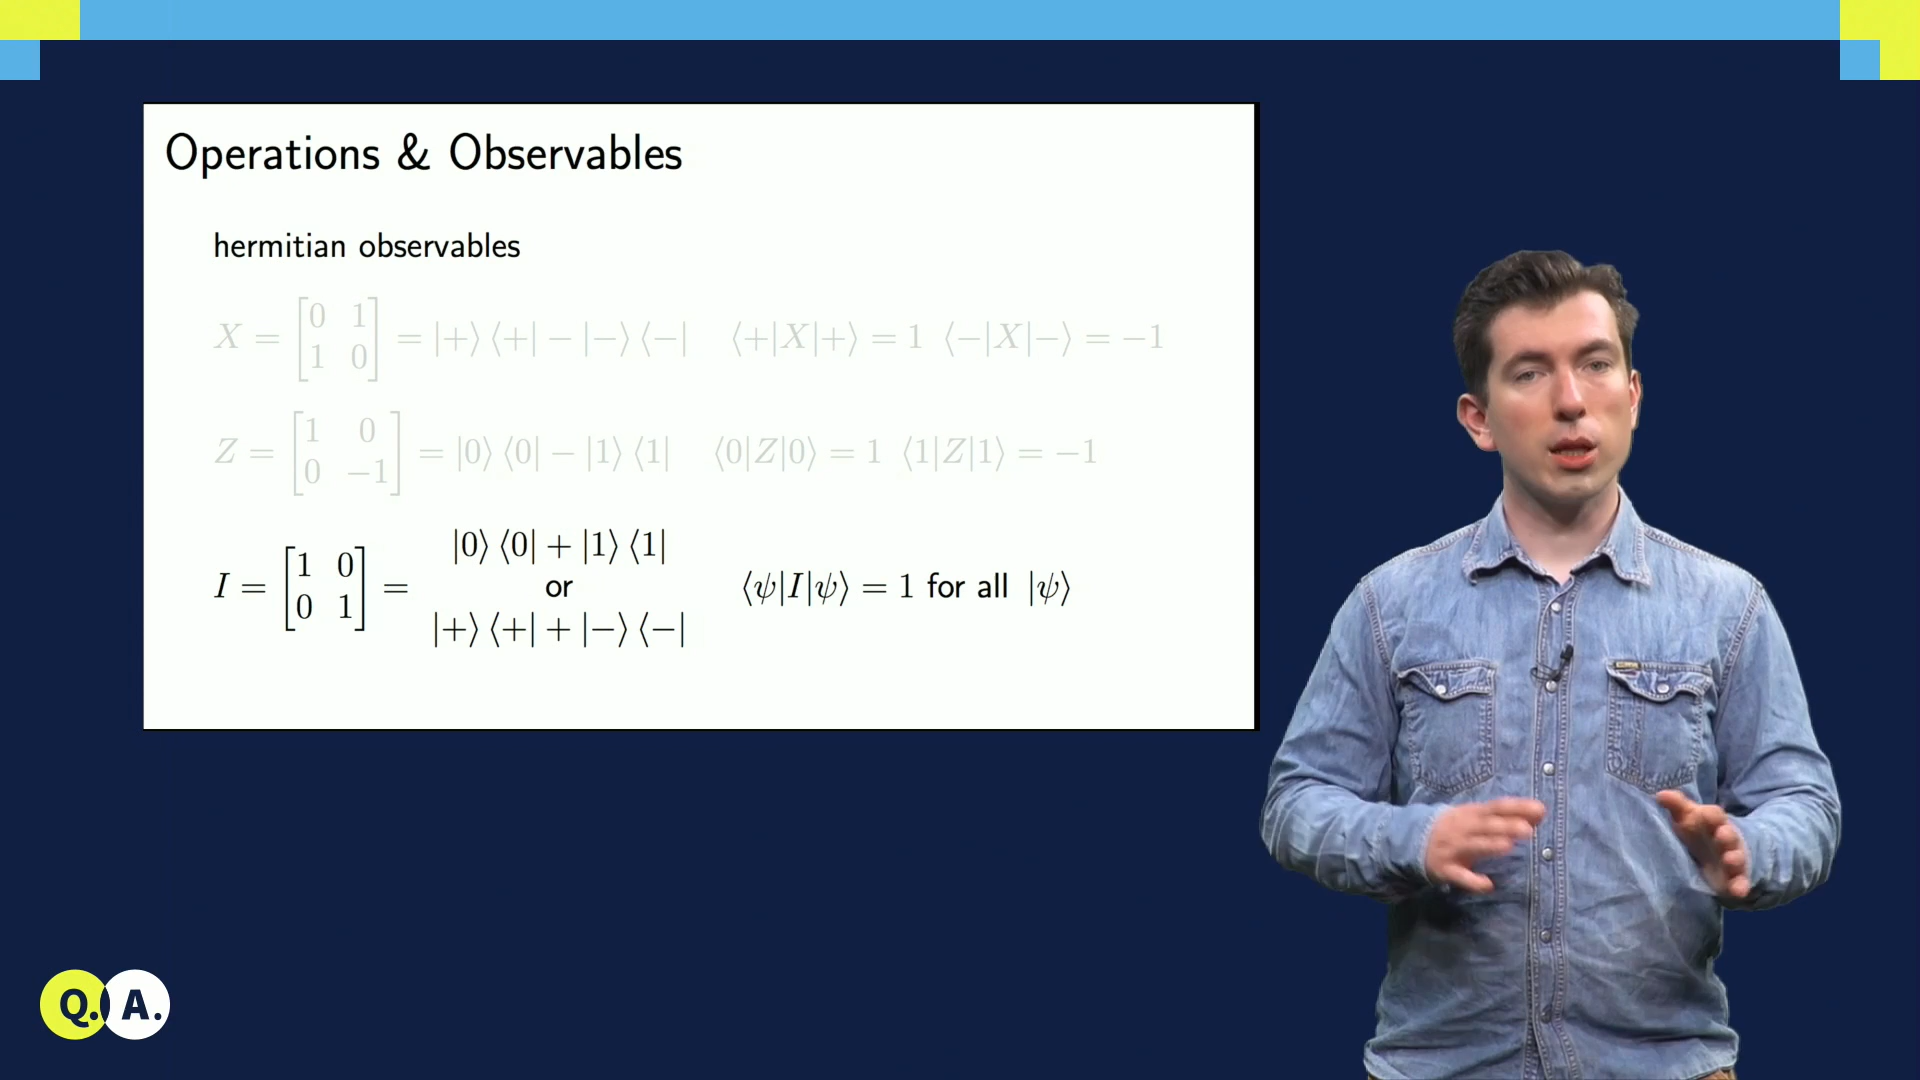 Operations & Observables
hermitian observables
X = [0 1; 1 0] = |+⟩ ⟨+| − |−⟩ ⟨−| ⟨+|X|+⟩ = 1 ⟨−|X|−⟩ = −1
Z = [1 0; 0 −1] = |0⟩ ⟨0| − |1⟩ ⟨1| ⟨0|Z|0⟩ = 1 ⟨1|Z|1⟩ = −1
I = [1 0; 0 1] = |0⟩ ⟨0| + |1⟩ ⟨1| or |+⟩ ⟨+| + |−⟩ ⟨−| ⟨ψ|I|ψ⟩ = 1 for all |ψ⟩
Q. A.